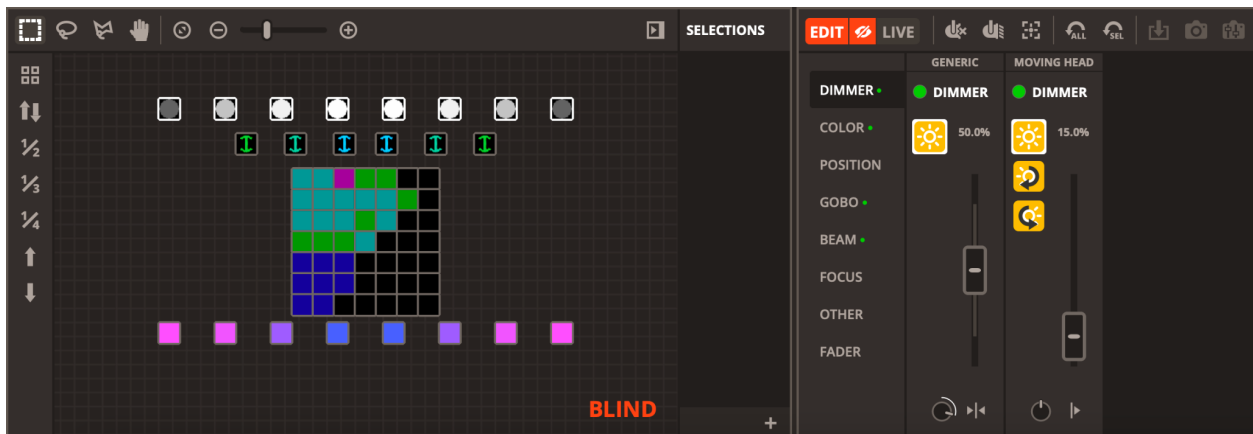 SELECTIONS
EDIT LIVE ALL SEL
GENERIC MOVING HEAD
DIMMER DIMMER DIMMER
COLOR 50.0% 15.0%
POSITION
GOBO
BEAM
FOCUS
OTHER
FADER
1/2
1/3
1/4
BLIND